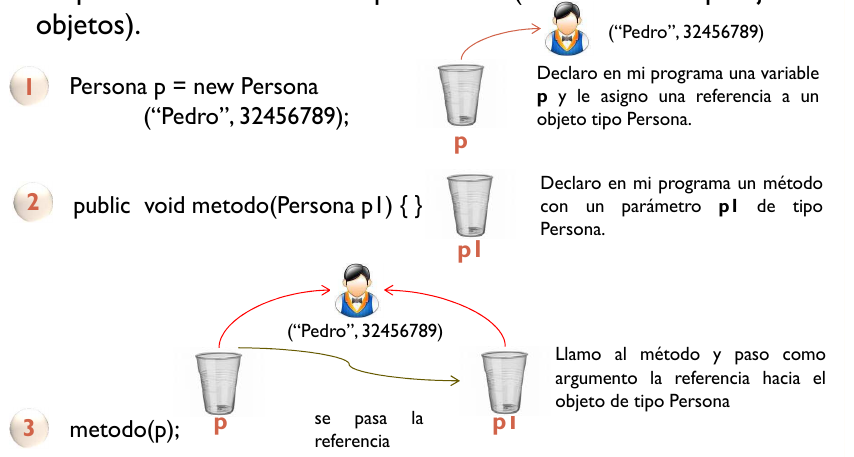 objetos).
(“Pedro”, 32456789)
1
Persona p = new Persona
(“Pedro”, 32456789);
p
Declaro en mi programa una variable
p y le asigno una referencia a un
objeto tipo Persona.
2
public void metodo(Persona p1) { }
p1
Declaro en mi programa un método
con un parámetro p1 de tipo
Persona.
(“Pedro”, 32456789)
Llamo al método y paso como
argumento la referencia hacia el
objeto de tipo Persona
3
metodo(p);
p
se pasa la
referencia
p1